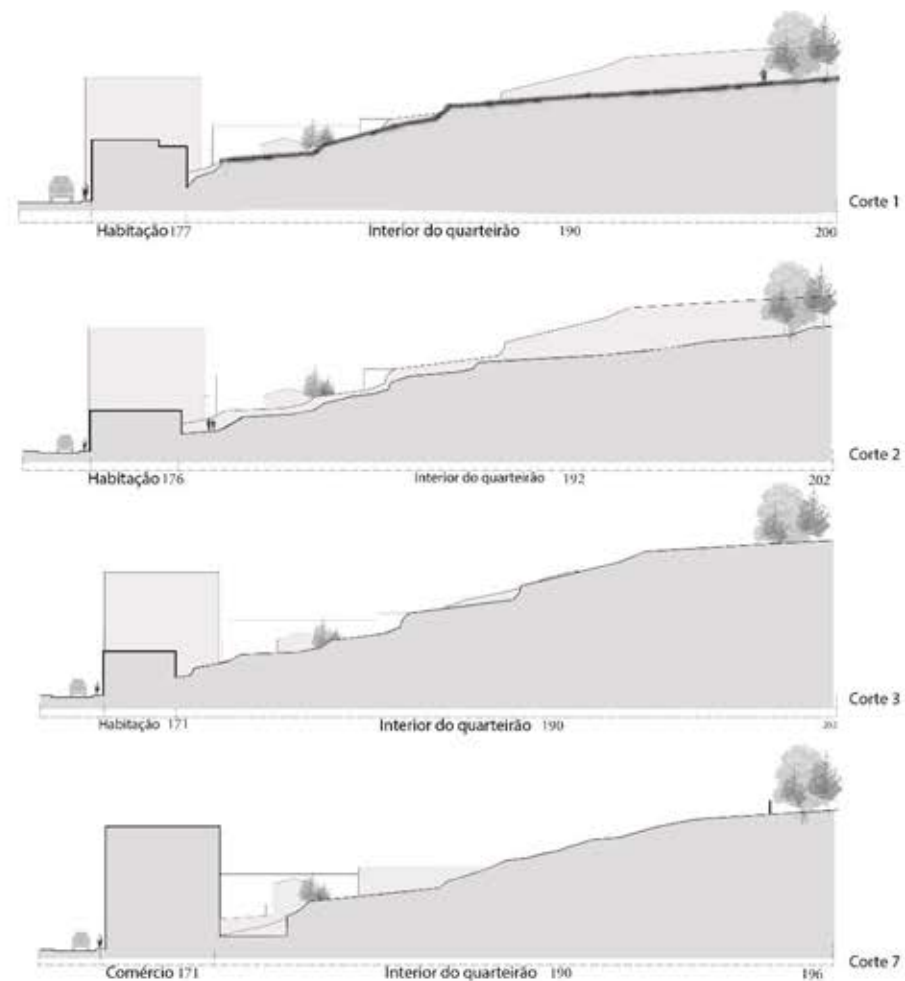 Corte 1
Habitação 177 Interior do quarteirão 190 200
Corte 2
Habitação 176 Interior do quarteirão 192 202
Corte 3
Habitação 171 Interior do quarteirão 190
Corte 7
Comércio 171 Interior do quarteirão 190 196